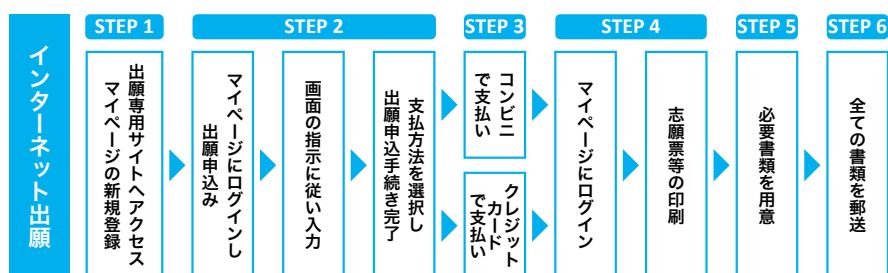 インターネット出願
STEP 1
出願専用サイトへアクセス
マイページの新規登録
STEP 2
マイページにログインし
出願申込み
画面の指示に従い入力
支払方法を選択し
出願申込手続き完了
STEP 3
コンビニ
で支払い
クレジット
カード
で支払い
STEP 4
マイページにログイン
志願票等の印刷
STEP 5
必要書類を用意
STEP 6
全ての書類を郵送